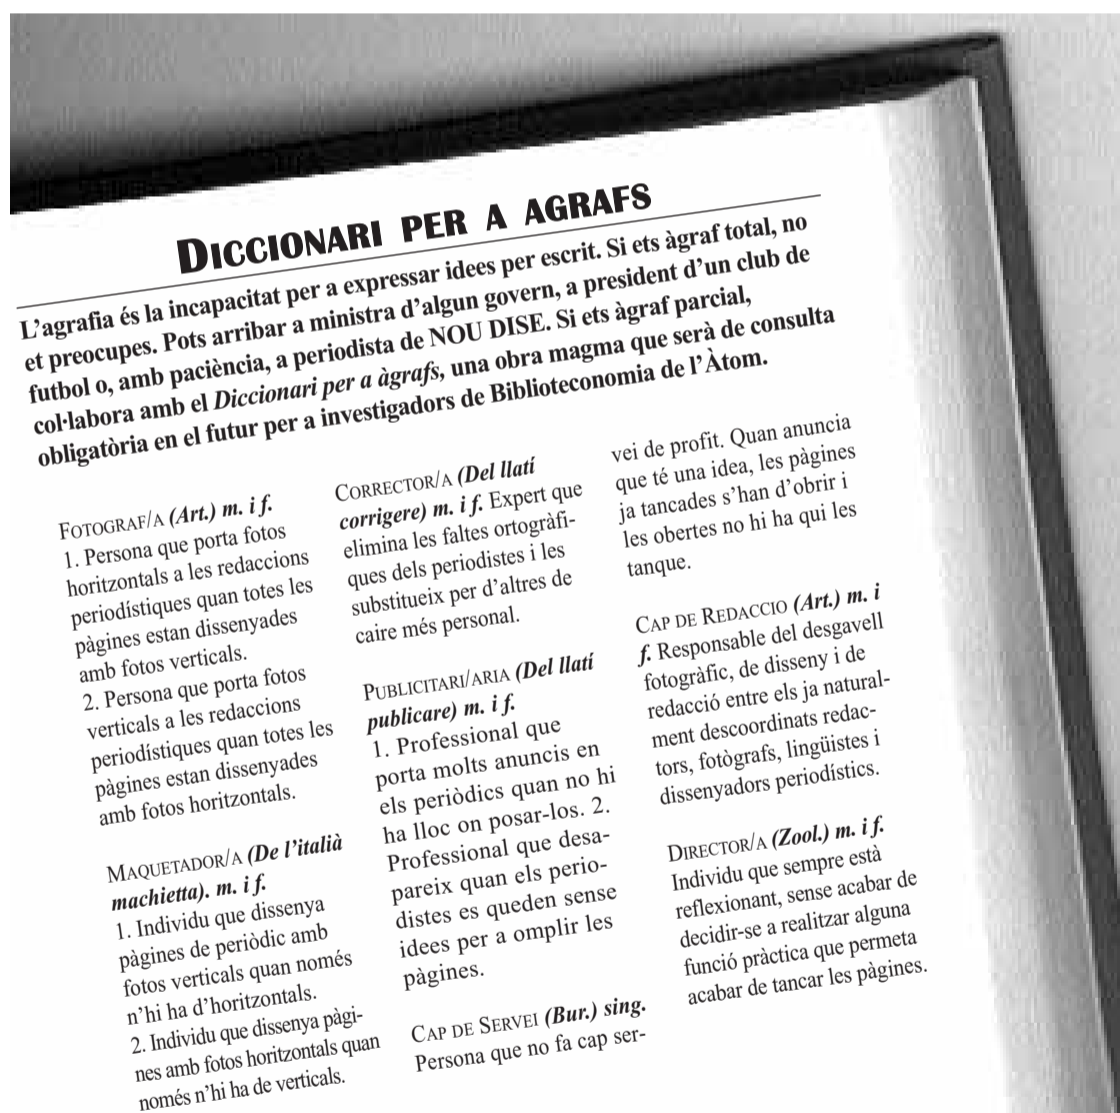 DICCIONARI PER A AGRAFS
L'agrafia és la incapacitat per a expressar idees per escrit. Si ets àgraf total, no
et preocupes. Pots arribar a ministra d'algun govern, a president d'un club de
futbol o, amb paciència, a periodista de NOU DISE. Si ets àgraf parcial,
col·labora amb el Diccionari per a àgrafs, una obra magma que serà de consulta
obligatòria en el futur per a investigadors de Biblioteconomia de l'Àtom.
FOTOGRAF/A (Art.) m. i f.
1. Persona que porta fotos
horitzontals a les redaccions
periodístiques quan totes les
pàgines estan dissenyades
amb fotos verticals.
2. Persona que porta fotos
verticals a les redaccions
periodístiques quan totes les
pàgines estan dissenyades
amb fotos horitzontals.
MAQUETADOR/A (De l'italià
machietta). m. i f.
1. Individu que dissenya
pàgines de periòdic amb
fotos verticals quan només
n'hi ha d'horitzontals.
2. Individu que dissenya pàgi-
nes amb fotos horitzontals quan
només n'hi ha de verticals.
CORRECTOR/A (Del llatí
corrigere) m. i f. Expert que
elimina les faltes ortogràfi-
ques dels periodistes i les
substitueix per d'altres de
caire més personal.
PUBLICITARI/ARIA (Del llatí
publicare) m. i f.
1. Professional que
porta molts anuncis en
els periòdics quan no hi
ha lloc on posar-los. 2.
Professional que desa-
pareix quan els perio-
distes es queden sense
idees per a omplir les
pàgines.
CAP DE SERVEI (Bur.) sing.
Persona que no fa cap ser-
vei de profit. Quan anuncia
que té una idea, les pàgines
ja tancades s'han d'obrir i
les obertes no hi ha qui les
tanque.
CAP DE REDACCIO (Art.) m. i
f. Responsable del desgavell
fotogràfic, de disseny i de
redacció entre els ja natural-
ment descoordinats redac-
tors, fotògrafs, lingüistes i
dissenyadors periodístics.
DIRECTOR/A (Zool.) m. i f.
Individu que sempre està
reflexionant, sense acabar de
decidir-se a realitzar alguna
funció pràctica que permeta
acabar de tancar les pàgines.